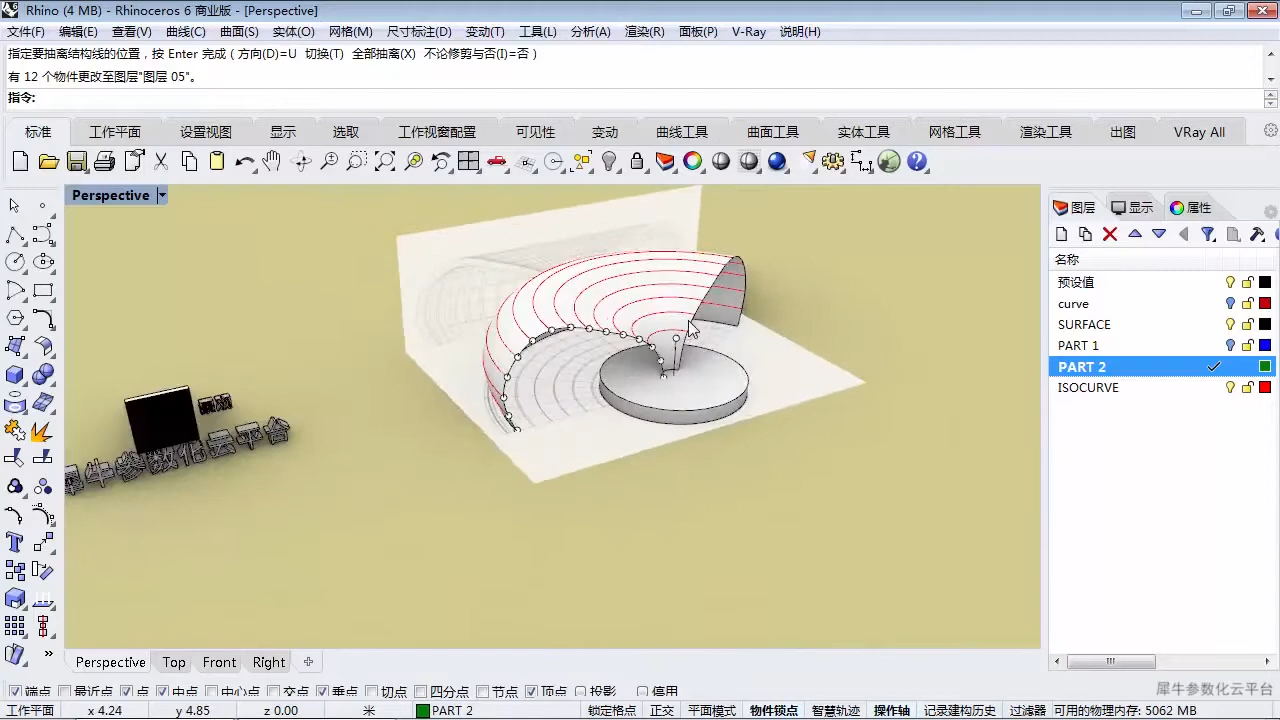 Rhino (4 MB) - Rhinoceros 6 商业版 - [Perspective]
文件(F) 编辑(E) 查看(V) 曲线(C) 曲面(S) 实体(O) 网格(M) 尺寸标注(D) 变动(T) 工具(L) 分析(A) 渲染(R) 面板(P) V-Ray 说明(H)
指定要抽离结构线的位置，按 Enter 完成 ( 方向(D)=U 切换(T) 全部抽离(X) 不论修剪与否(I)=否 )
有 12 个物件更改至图层"图层 05"。
指令:
标准 工作平面 设置视图 显示 选取 工作视窗配置 可见性 变动 曲线工具 曲面工具 实体工具 网格工具 渲染工具 出图 VRay All
Perspective
图层 显示 属性
名称
预设值
curve
SURFACE
PART 1
PART 2
ISOCURVE
犀牛参数化云平台
Perspective Top Front Right
端点 最近点 点 中点 中心点 交点 垂点 切点 四分点 节点 顶点 投影 停用
犀牛参数化云平台
工作平面 x 4.24 y 4.85 z 0.00 米 PART 2 锁定格点 正交 平面模式 物件锁点 智慧轨迹 操作轴 记录建构历史 过滤器 可用的物理内存: 5062 MB